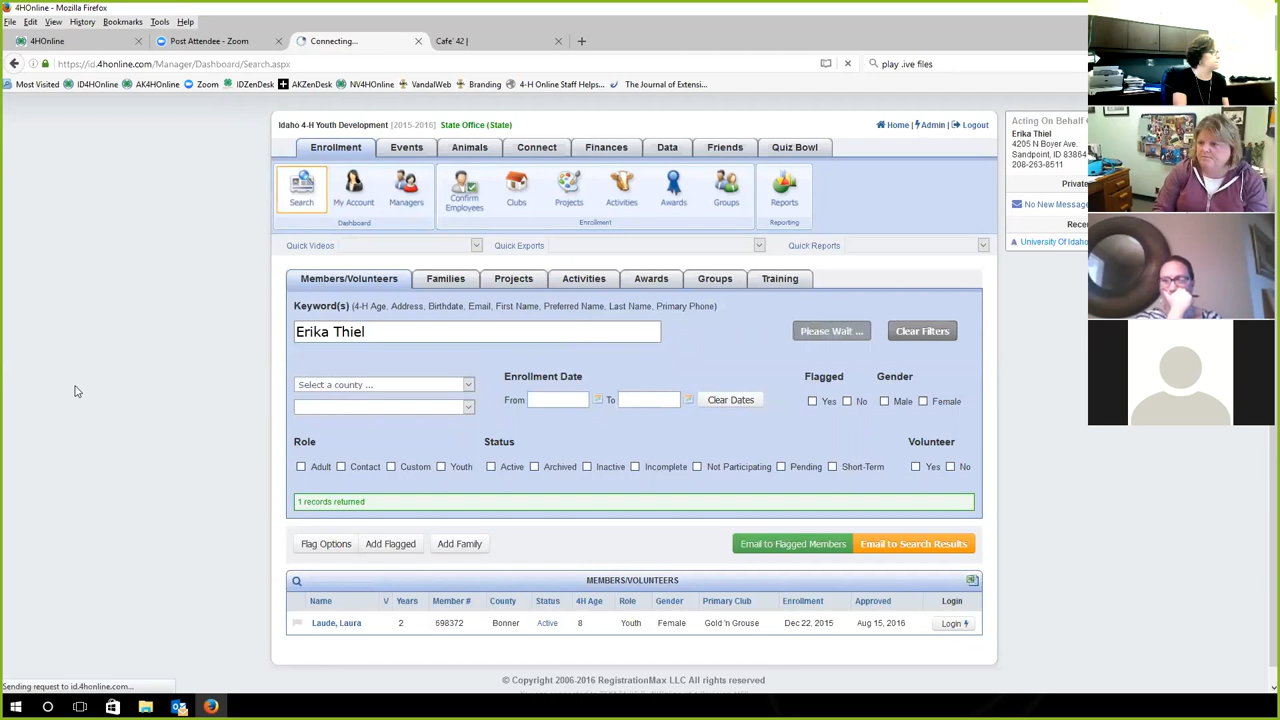 4HOnline - Mozilla Firefox
File Edit View History Bookmarks Tools Help
4HOnline × Post Attendee - Zoom × Connecting... × Cafe' 42 | × +
https://id.4honline.com/Manager/Dashboard/Search.aspx play .ive files
Most Visited ID4HOnline AK4HOnline Zoom IDZenDesk AKZenDesk NV4HOnline VandalWeb Branding 4-H Online Staff Helps... The Journal of Extensi...
Idaho 4-H Youth Development [2015-2016] State Office (State) Home | Admin | Logout
Enrollment Events Animals Connect Finances Data Friends Quiz Bowl
Search My Account Managers Confirm Employees Clubs Projects Activities Awards Groups Reports
Dashboard Enrollment Reporting
Quick Videos Quick Exports Quick Reports
Acting On Behalf
Erika Thiel
4205 N Boyer Ave.
Sandpoint, ID 83864
208-263-8511
Private
No New Message
Rece
University Of Idaho
Members/Volunteers Families Projects Activities Awards Groups Training
Keyword(s) (4-H Age, Address, Birthdate, Email, First Name, Preferred Name, Last Name, Primary Phone)
Erika Thiel Please Wait ... Clear Filters
Select a county ...
Enrollment Date
From To Clear Dates
Flagged Gender
Yes No Male Female
Role Status Volunteer
Adult Contact Custom Youth Active Archived Inactive Incomplete Not Participating Pending Short-Term Yes No
1 records returned
Flag Options Add Flagged Add Family Email to Flagged Members Email to Search Results
MEMBERS/VOLUNTEERS
Name V Years Member # County Status 4H Age Role Gender Primary Club Enrollment Approved Login
Laude, Laura 2 698372 Bonner Active 8 Youth Female Gold 'n Grouse Dec 22, 2015 Aug 15, 2016 Login
© Copyright 2006-2016 RegistrationMax LLC All rights reserved
Sending request to id.4honline.com...